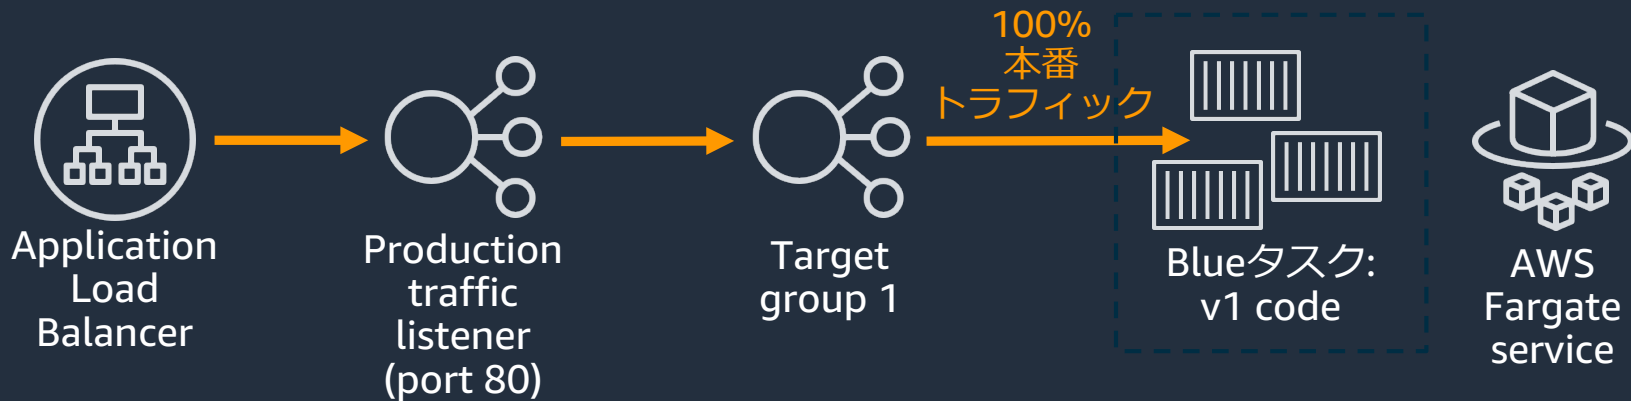 Application
Load
Balancer
Production
traffic
listener
(port 80)
Target
group 1
100%
本番
トラフィック
Blueタスク:
v1 code
AWS
Fargate
service